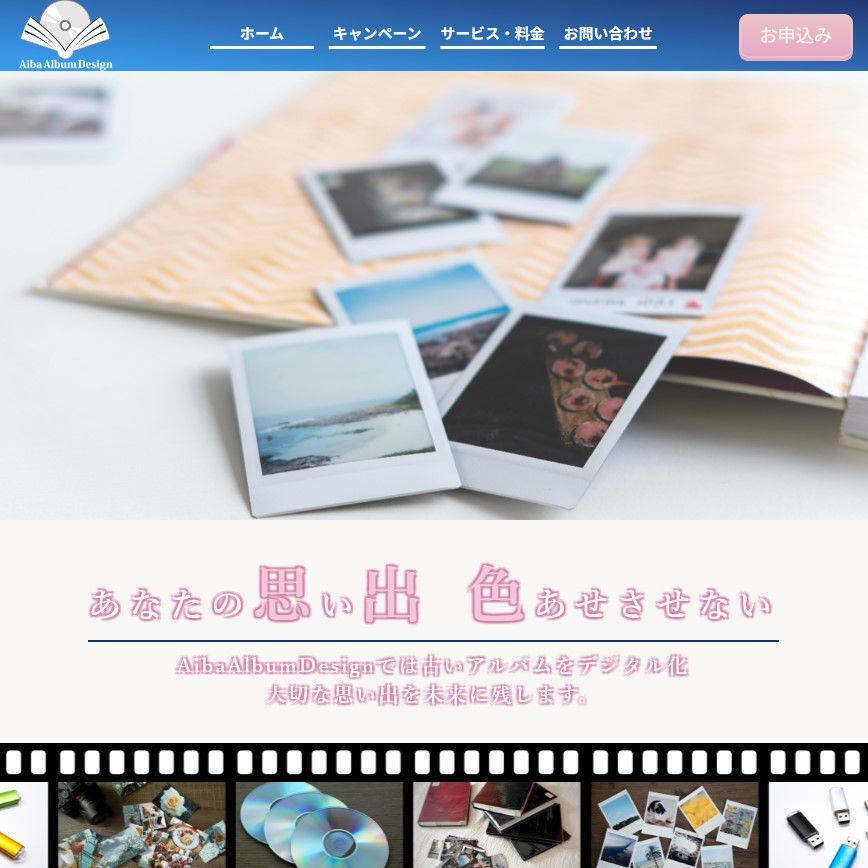 Aiba Album Design
ホーム
キャンペーン
サービス・料金
お問い合わせ
お申込み
あなたの思い出 色あせさせない
AibaAlbumDesignでは古いアルバムをデジタル化
大切な思い出を未来に残します。